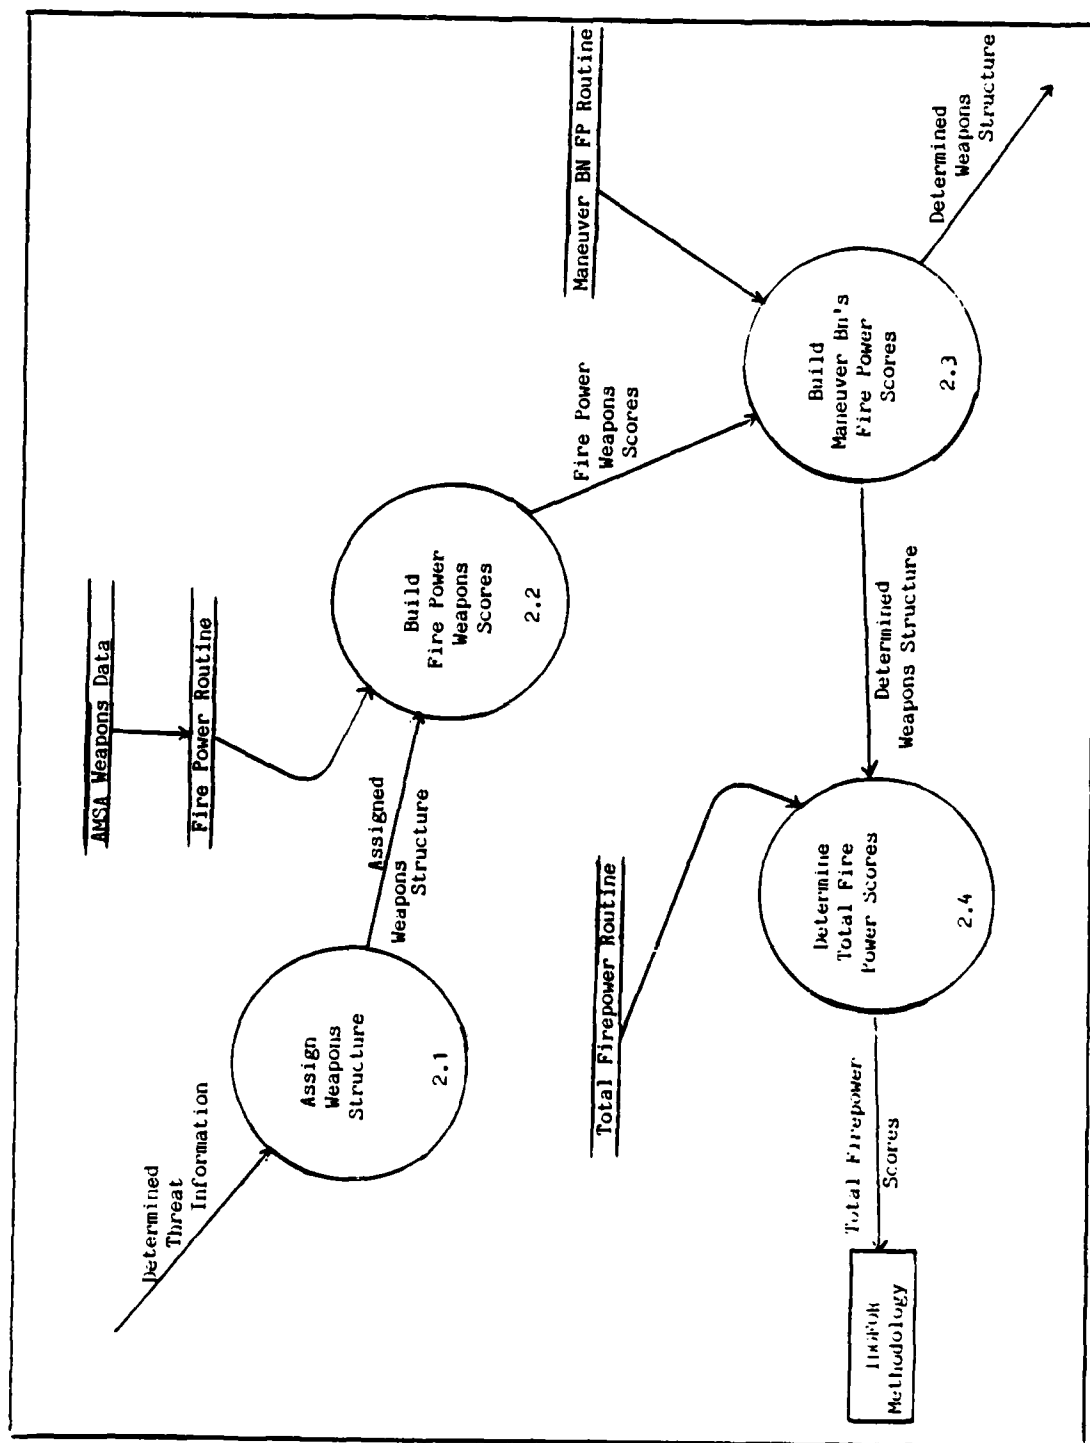 Determined
Threat
Information
Assign
Weapons
Structure
2.1
Assigned
Weapons
Structure
AMSA Weapons Data
Fire Power Routine
Build
Fire Power
Weapons
Scores
2.2
Fire Power
Weapons
Scores
Maneuver BN FP Routine
Build
Maneuver Bn's
Fire Power
Scores
2.3
Determined
Weapons
Structure
Determined
Weapons Structure
Total Firepower Routine
Determine
Total Fire
Power Scores
2.4
Total Firepower
Scores
Methodology